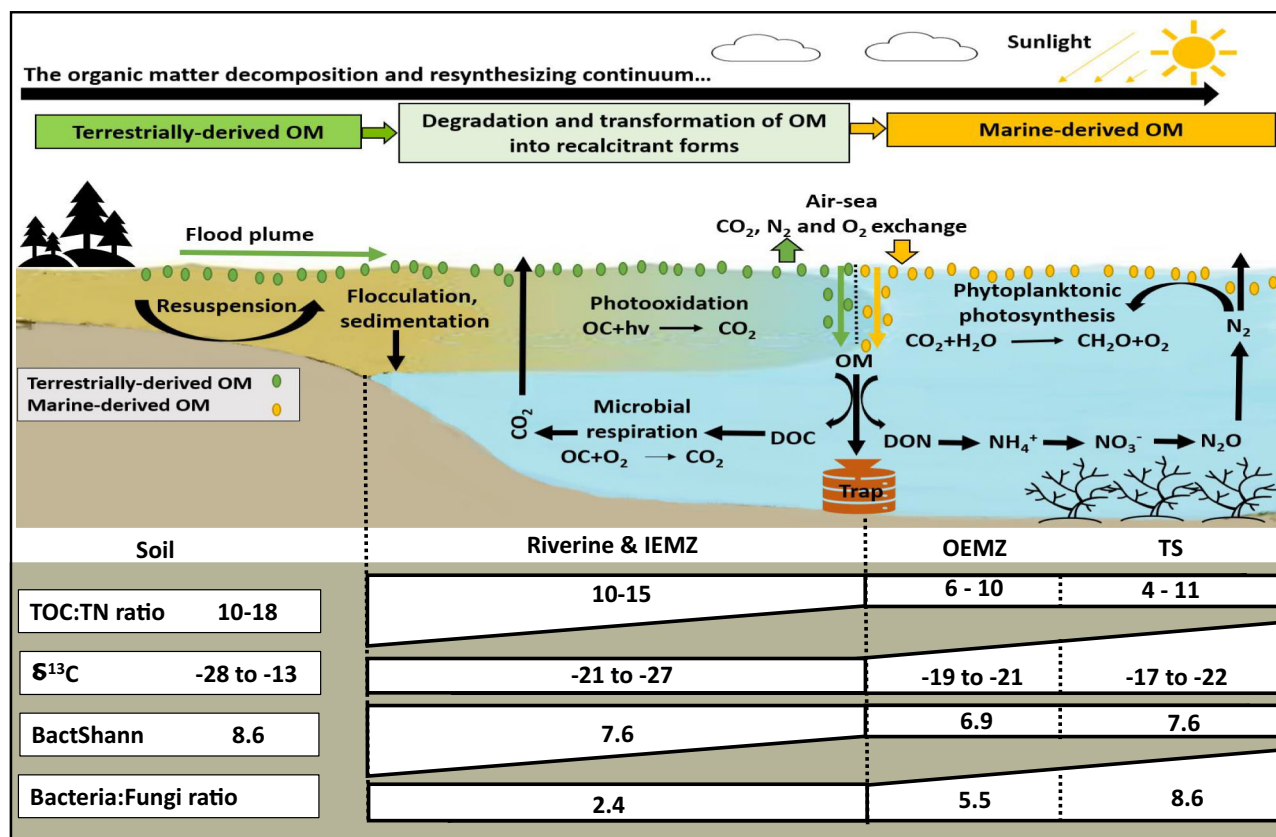 Sunlight
The organic matter decomposition and resynthesizing continuum...
Terrestrially-derived OM
Degradation and transformation of OM
into recalcitrant forms
Marine-derived OM
Air-sea
CO₂, N₂ and O₂ exchange
Flood plume
Resuspension
Flocculation,
sedimentation
Photooxidation
OC+hv → CO₂
Phytoplanktonic
photosynthesis
CO₂+H₂O → CH₂O+O₂
N₂
OM
Terrestrially-derived OM
Marine-derived OM
CO₂
Microbial
respiration
OC+O₂ → CO₂
DOC
DON
NH₄⁺
NO₃⁻
N₂O
Trap
Soil
Riverine & IEMZ
OEMZ
TS
TOC:TN ratio 10-18
10-15
6 - 10
4 - 11
δ¹³C -28 to -13
-21 to -27
-19 to -21
-17 to -22
BactShann 8.6
7.6
6.9
7.6
Bacteria:Fungi ratio
2.4
5.5
8.6